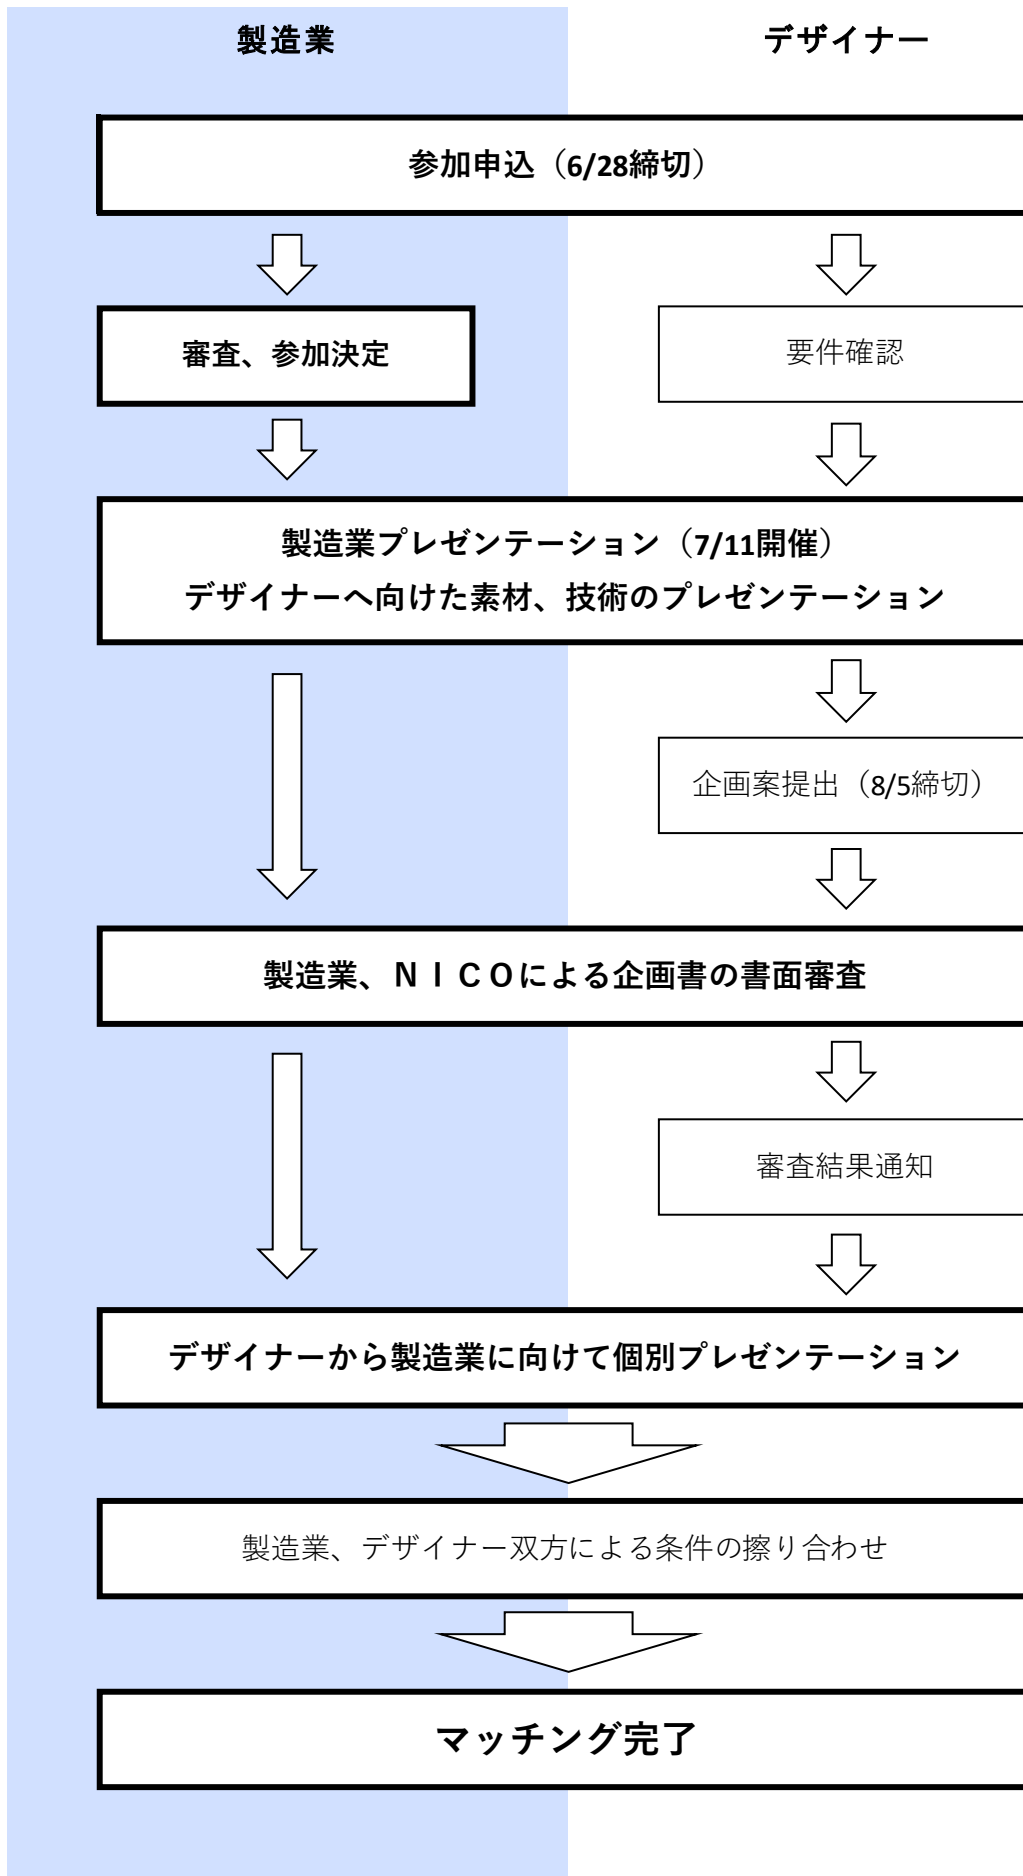 製造業
デザイナー
参加申込（6/28締切）
審査、参加決定
要件確認
製造業プレゼンテーション（7/11開催）
デザイナーへ向けた素材、技術のプレゼンテーション
企画案提出（8/5締切）
製造業、ＮＩＣＯによる企画書の書面審査
審査結果通知
デザイナーから製造業に向けて個別プレゼンテーション
製造業、デザイナー双方による条件の擦り合わせ
マッチング完了